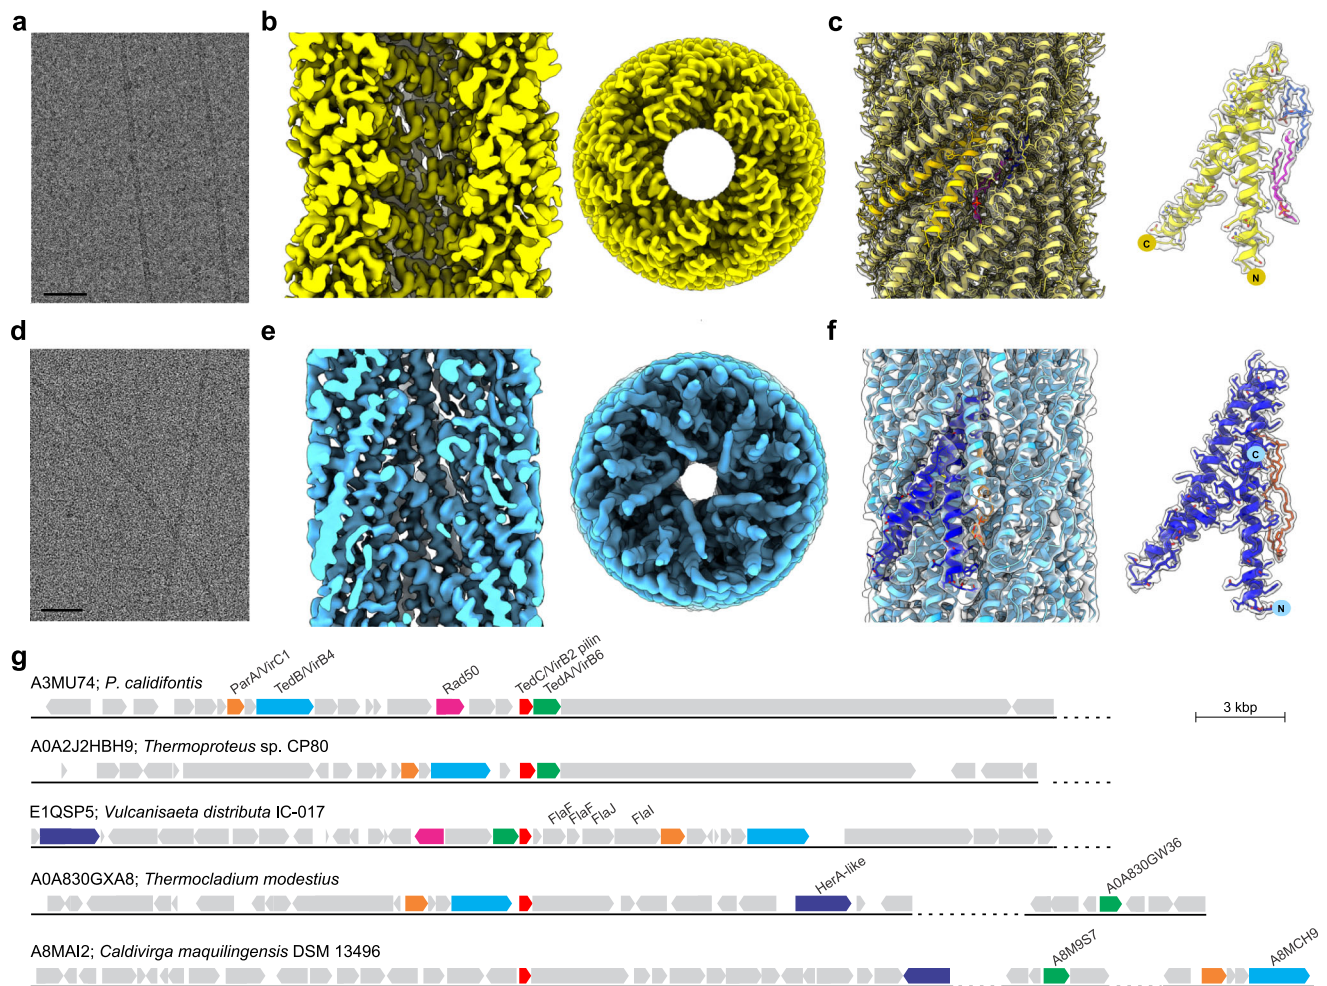 a
b
c
C
N
d
e
f
C
N
g
ParA/VirC1
TedB/VirB4
Rad50
TedC/VirB2 pilin
TedA/VirB6
A3MU74; P. calidifontis
3 kbp
A0A2J2HBH9; Thermoproteus sp. CP80
E1QSP5; Vulcanisaeta distributa IC-017
FlaF
FlaF
FlaJ
FlaI
A0A830GXA8; Thermocladium modestius
HerA-like
A0A830GW36
A8MAI2; Caldivirga maquilingensis DSM 13496
A8M9S7
A8MCH9